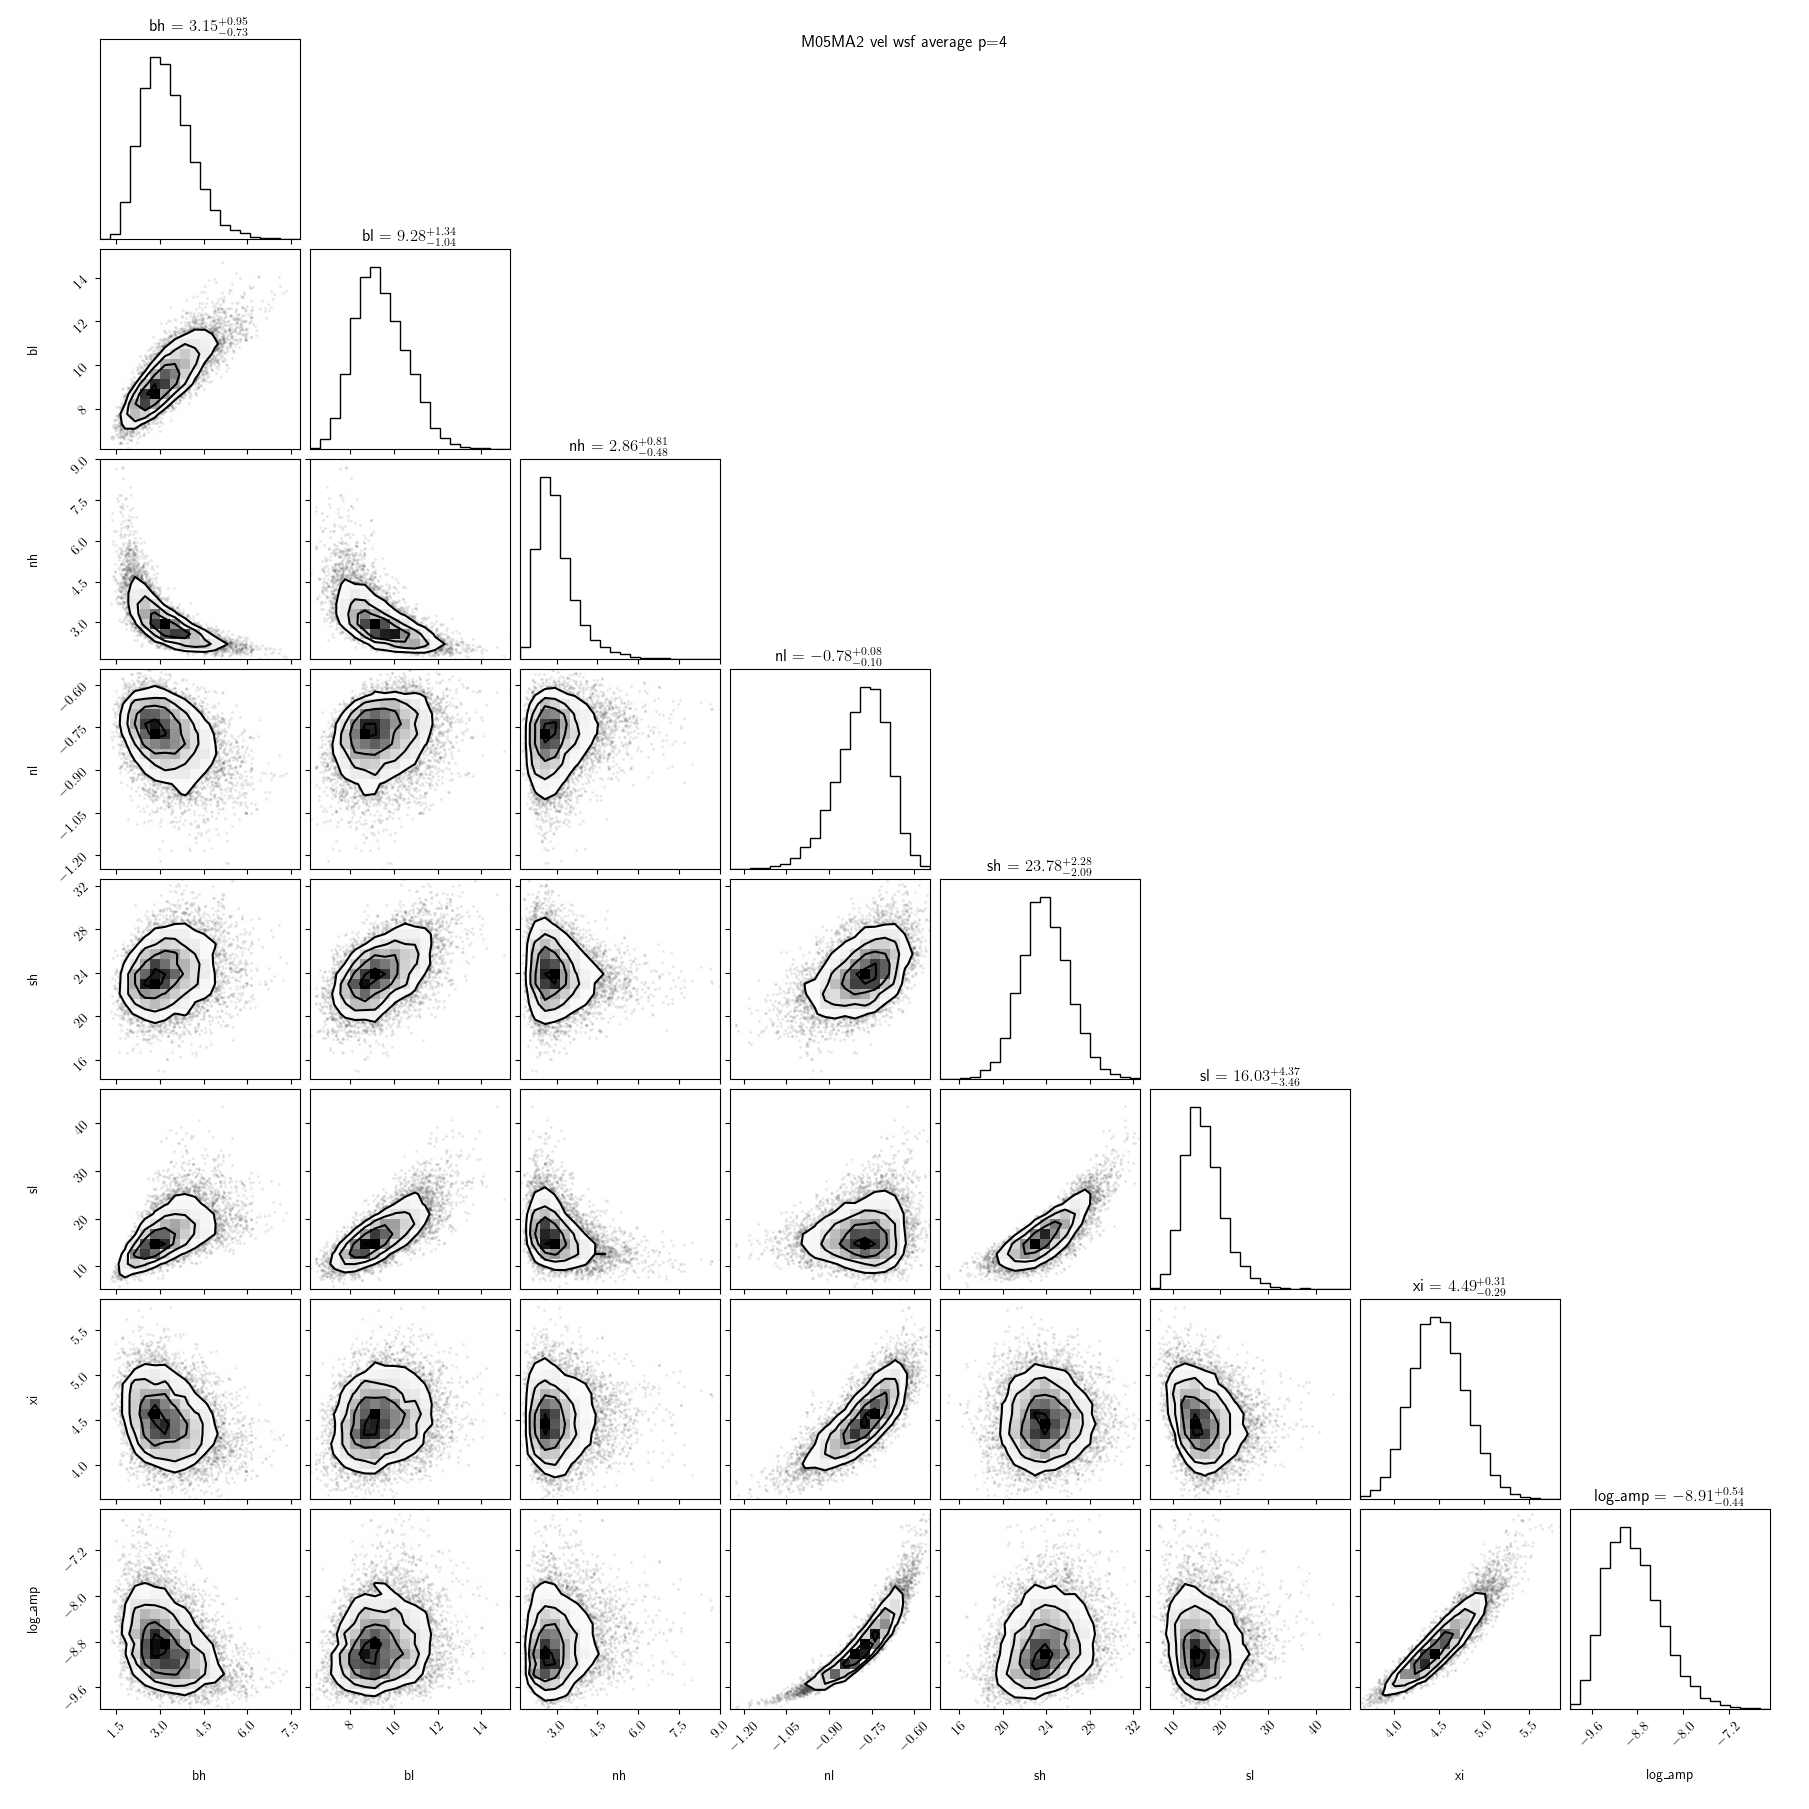 bh = 3.15+0.95−0.73
M05MA2 vel wsf average p=4
bl = 9.28+1.34−1.04
bl
14
12
10
8
nh = 2.86+0.81−0.48
nh
9.0
7.5
6.0
4.5
3.0
nl = −0.78+0.08−0.10
nl
−0.60
−0.75
−0.90
−1.05
−1.20
sh = 23.78+2.28−2.09
sh
32
28
24
20
16
sl = 16.03+4.37−3.46
sl
40
30
20
10
xi = 4.49+0.31−0.29
xi
5.5
5.0
4.5
4.0
log_amp = −8.91+0.54−0.44
log_amp
−7.2
−8.0
−8.8
−9.6
1.5 3.0 4.5 6.0 7.5 8 10 12 14 3.0 4.5 6.0 7.5 9.0 −1.20 −1.05 −0.90 −0.75 −0.60 16 20 24 28 32 10 20 30 40 4.0 4.5 5.0 5.5 −9.6 −8.8 −8.0 −7.2
bh bl nh nl sh sl xi log_amp